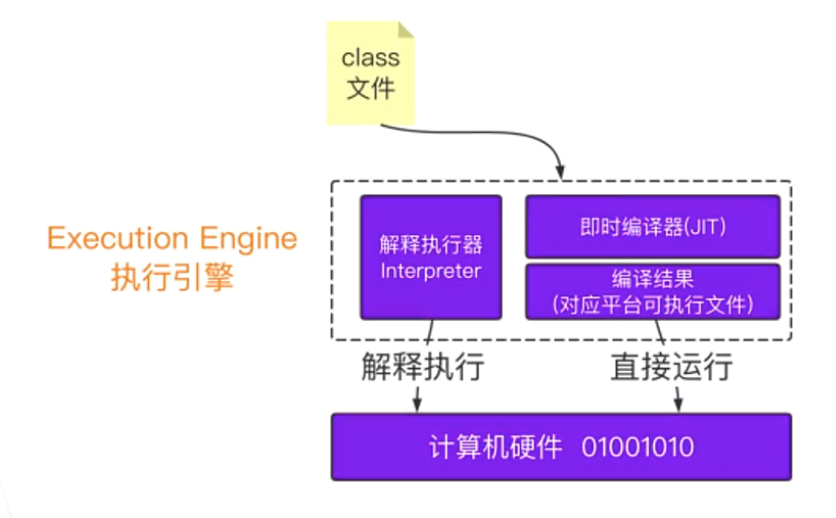 class
文件
Execution Engine
执行引擎
解释执行器
Interpreter
即时编译器(JIT)
编译结果
(对应平台可执行文件)
解释执行
直接运行
计算机硬件 01001010